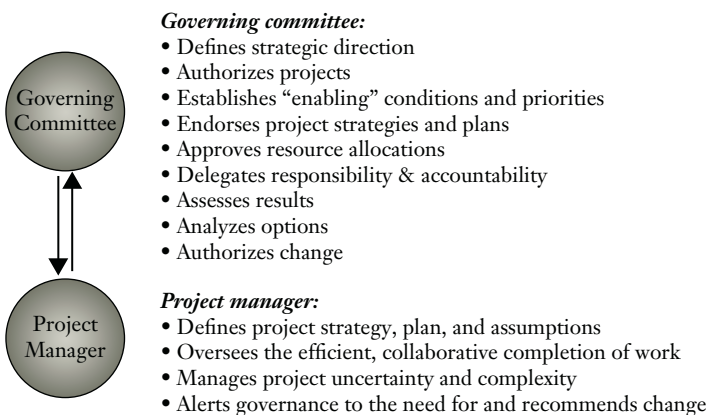 Governing
Committee
Governing committee:
• Defines strategic direction
• Authorizes projects
• Establishes “enabling” conditions and priorities
• Endorses project strategies and plans
• Approves resource allocations
• Delegates responsibility & accountability
• Assesses results
• Analyzes options
• Authorizes change
Project
Manager
Project manager:
• Defines project strategy, plan, and assumptions
• Oversees the efficient, collaborative completion of work
• Manages project uncertainty and complexity
• Alerts governance to the need for and recommends change